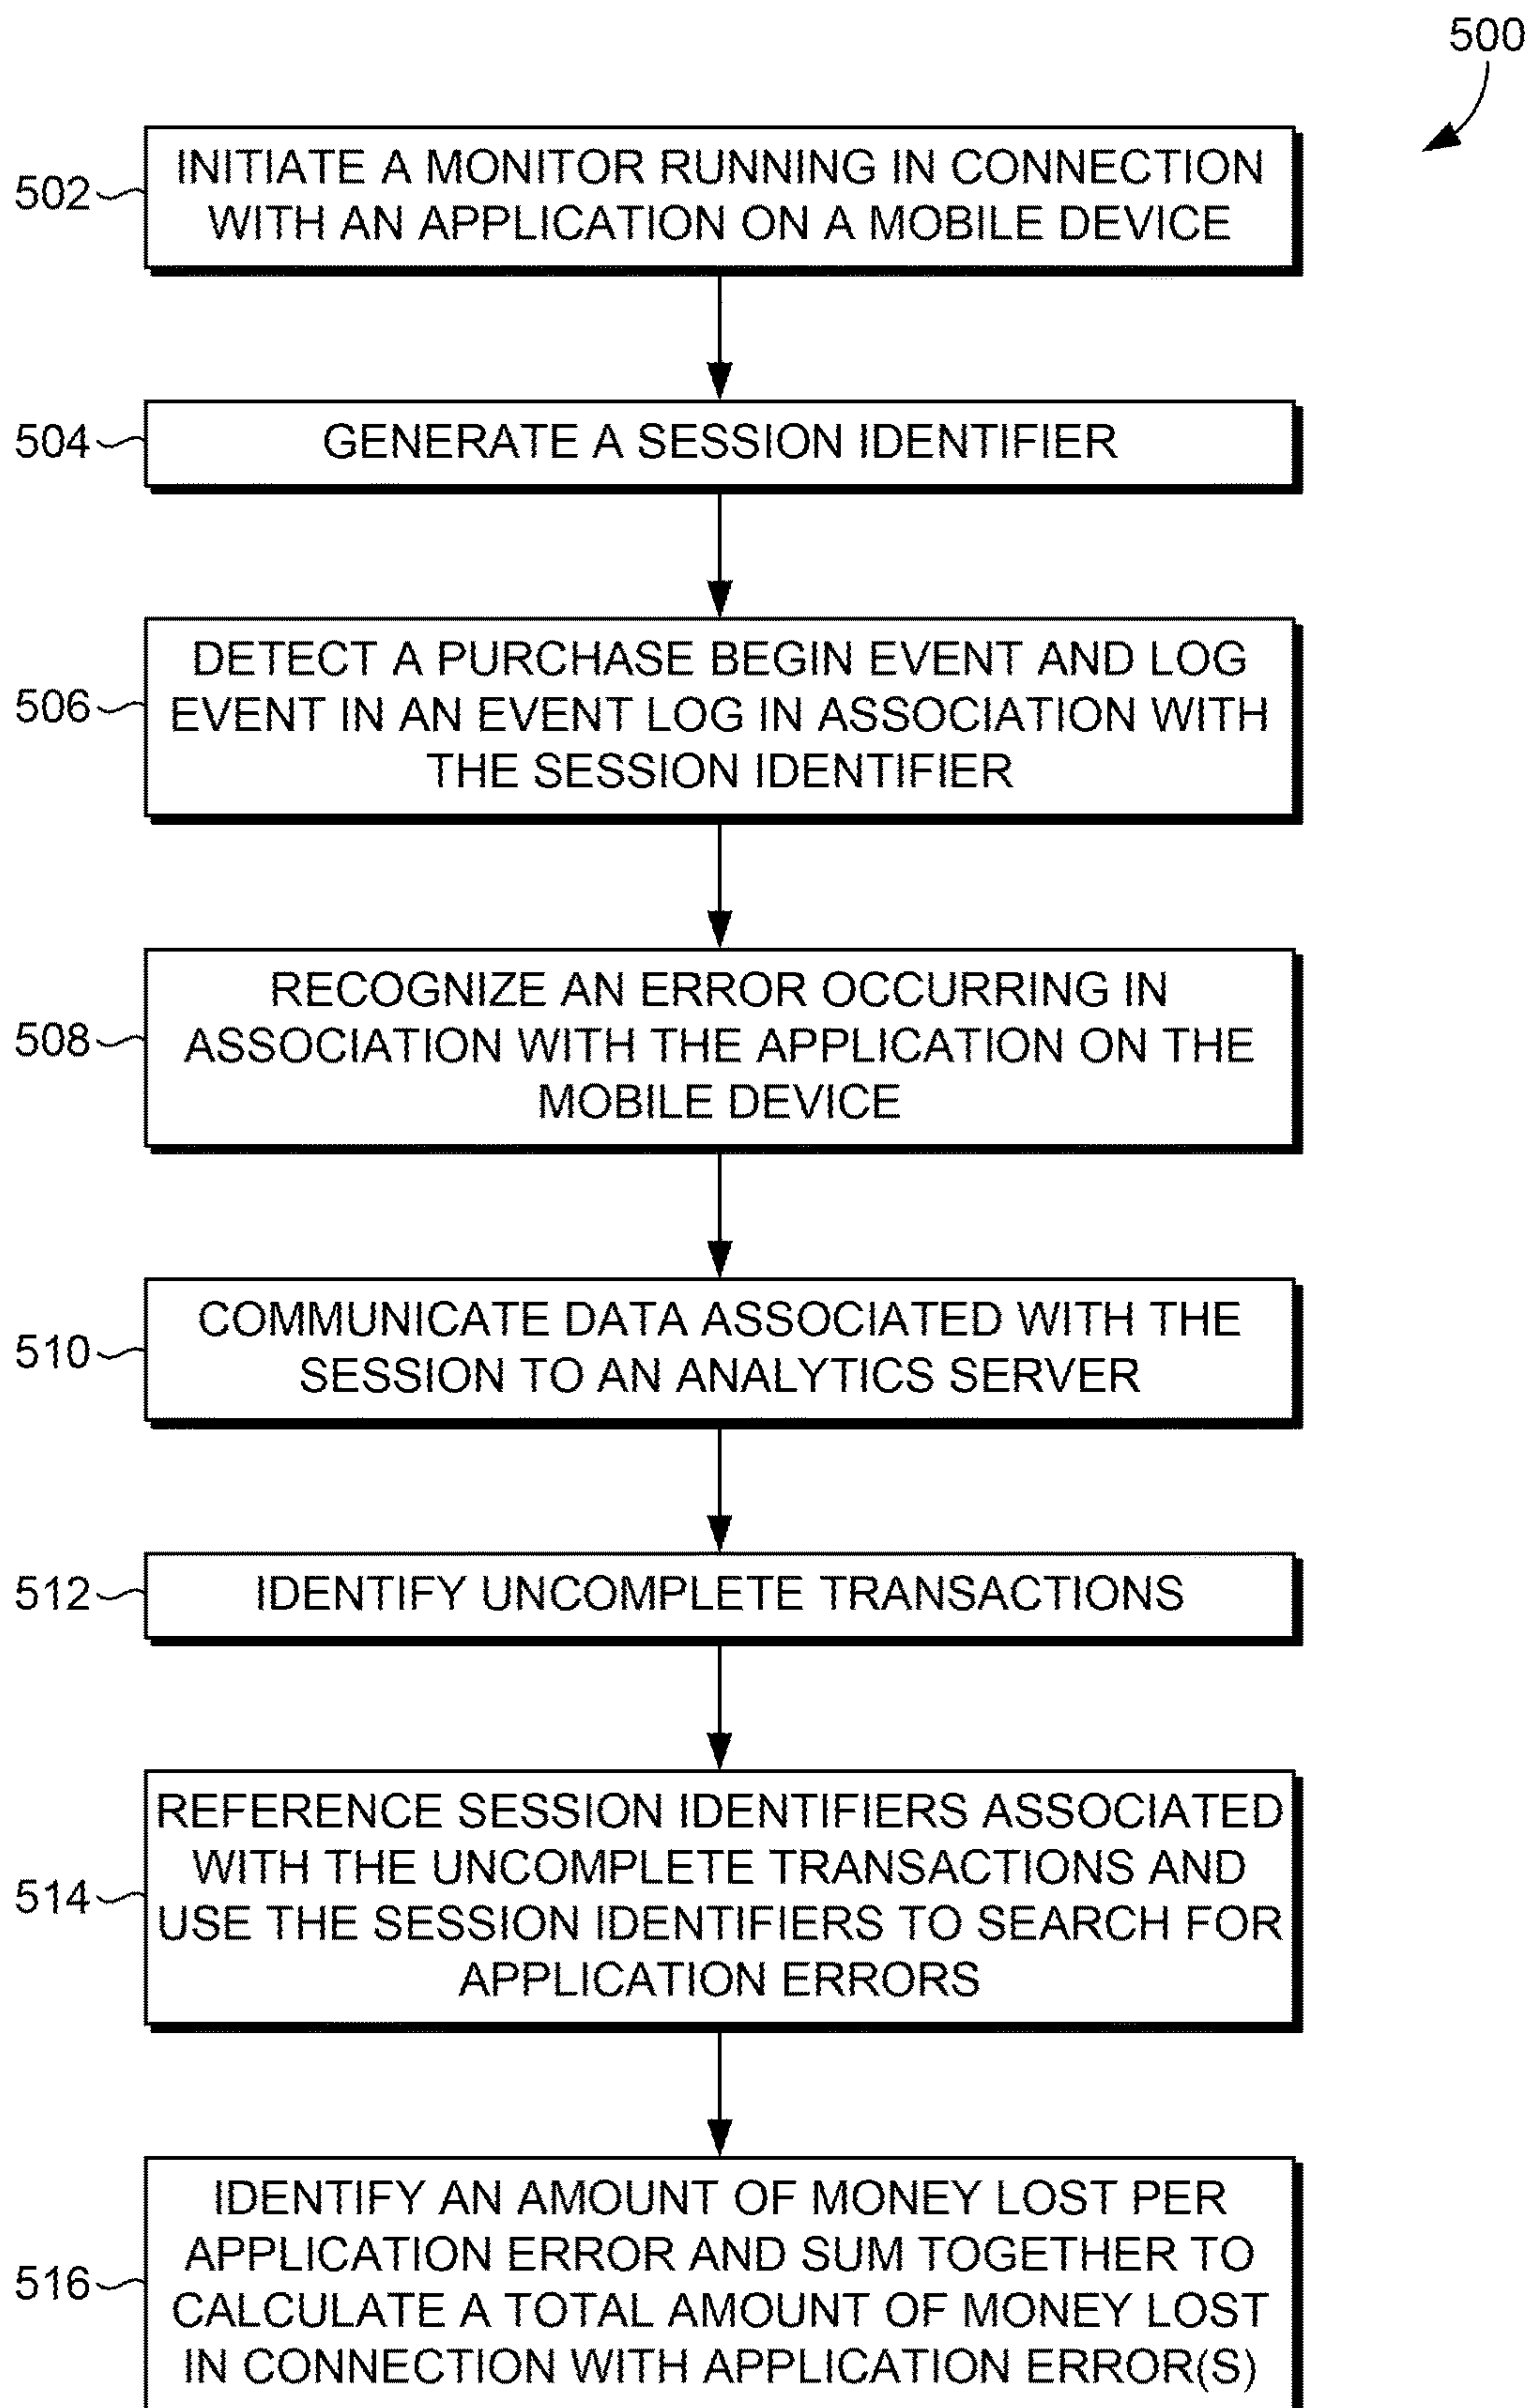 500
502
INITIATE A MONITOR RUNNING IN CONNECTION
WITH AN APPLICATION ON A MOBILE DEVICE
504
GENERATE A SESSION IDENTIFIER
506
DETECT A PURCHASE BEGIN EVENT AND LOG
EVENT IN AN EVENT LOG IN ASSOCIATION WITH
THE SESSION IDENTIFIER
508
RECOGNIZE AN ERROR OCCURRING IN
ASSOCIATION WITH THE APPLICATION ON THE
MOBILE DEVICE
510
COMMUNICATE DATA ASSOCIATED WITH THE
SESSION TO AN ANALYTICS SERVER
512
IDENTIFY UNCOMPLETE TRANSACTIONS
514
REFERENCE SESSION IDENTIFIERS ASSOCIATED
WITH THE UNCOMPLETE TRANSACTIONS AND
USE THE SESSION IDENTIFIERS TO SEARCH FOR
APPLICATION ERRORS
516
IDENTIFY AN AMOUNT OF MONEY LOST PER
APPLICATION ERROR AND SUM TOGETHER TO
CALCULATE A TOTAL AMOUNT OF MONEY LOST
IN CONNECTION WITH APPLICATION ERROR(S)